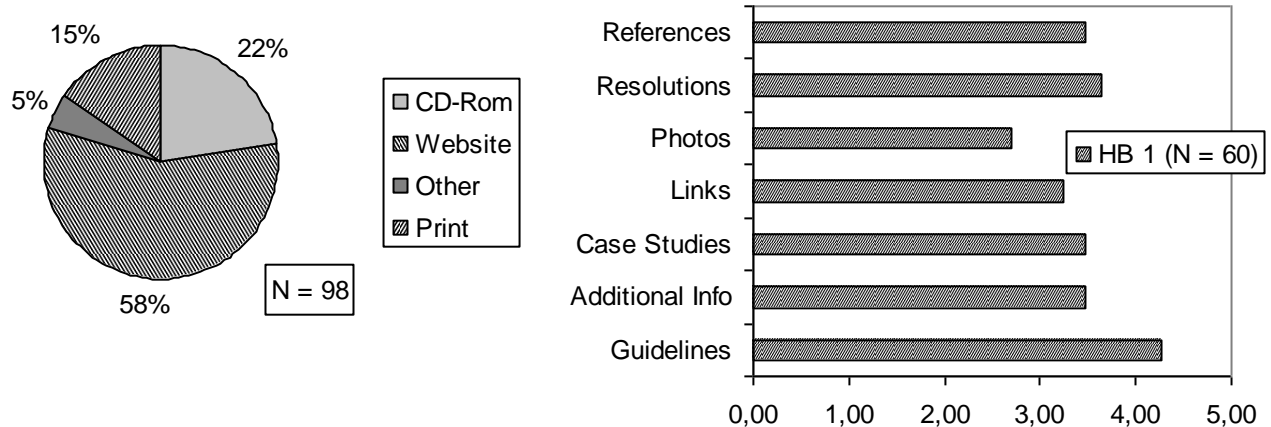 15%
22%
5%
58%
CD-Rom
Website
Other
Print
N = 98
References
Resolutions
Photos
Links
Case Studies
Additional Info
Guidelines
HB 1 (N = 60)
0,00 1,00 2,00 3,00 4,00 5,00